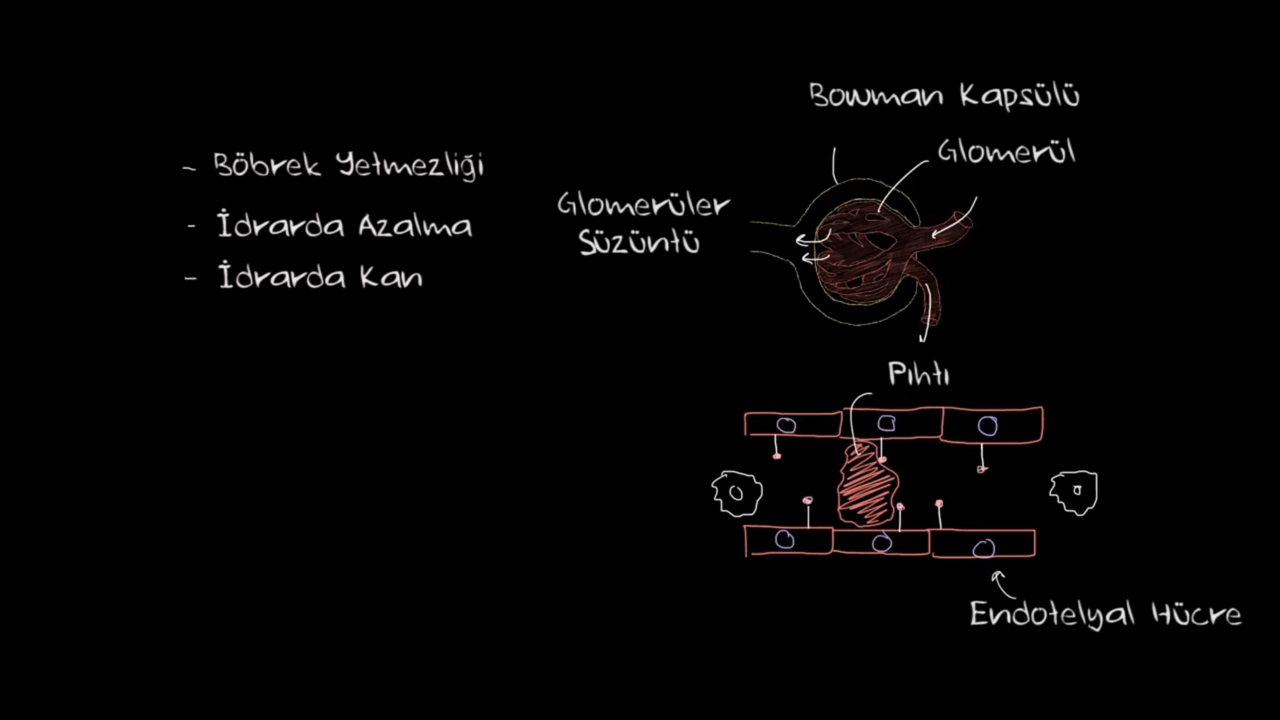 - Böbrek Yetmezliği
- İdrarda Azalma
- İdrarda Kan
Bowman Kapsülü
Glomerül
Glomerüler
Süzüntü
Pıhtı
Endotelyal Hücre